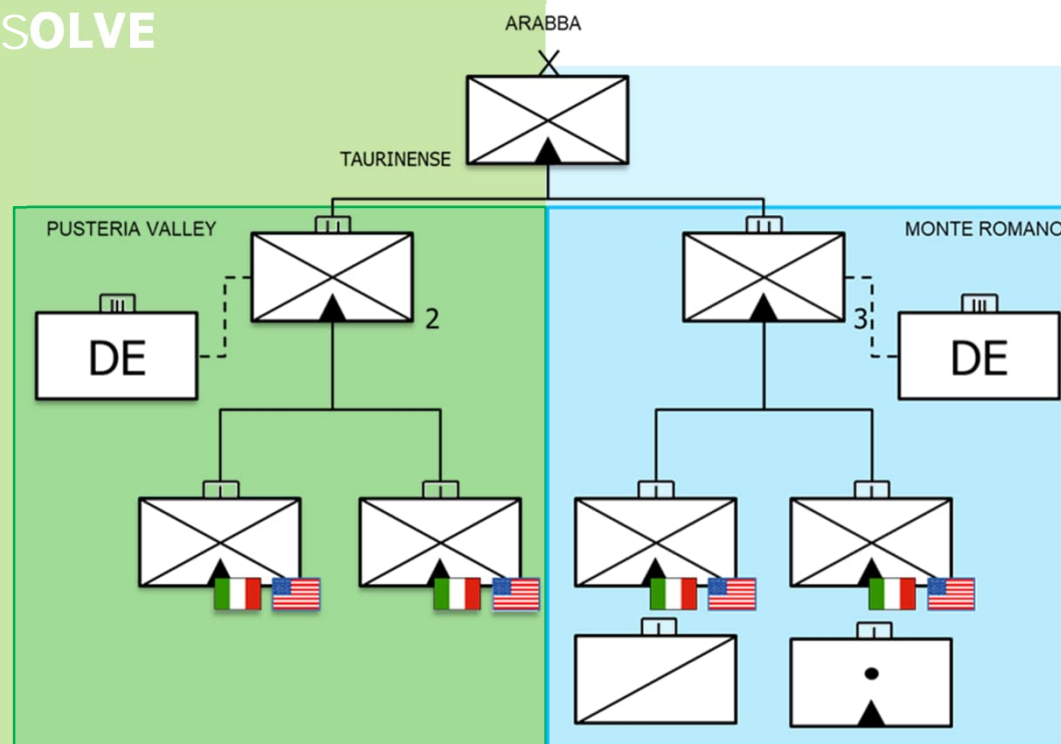 SOLVE
ARABBA
TAURINENSE
PUSTERIA VALLEY
MONTE ROMANO
2
3
DE
DE